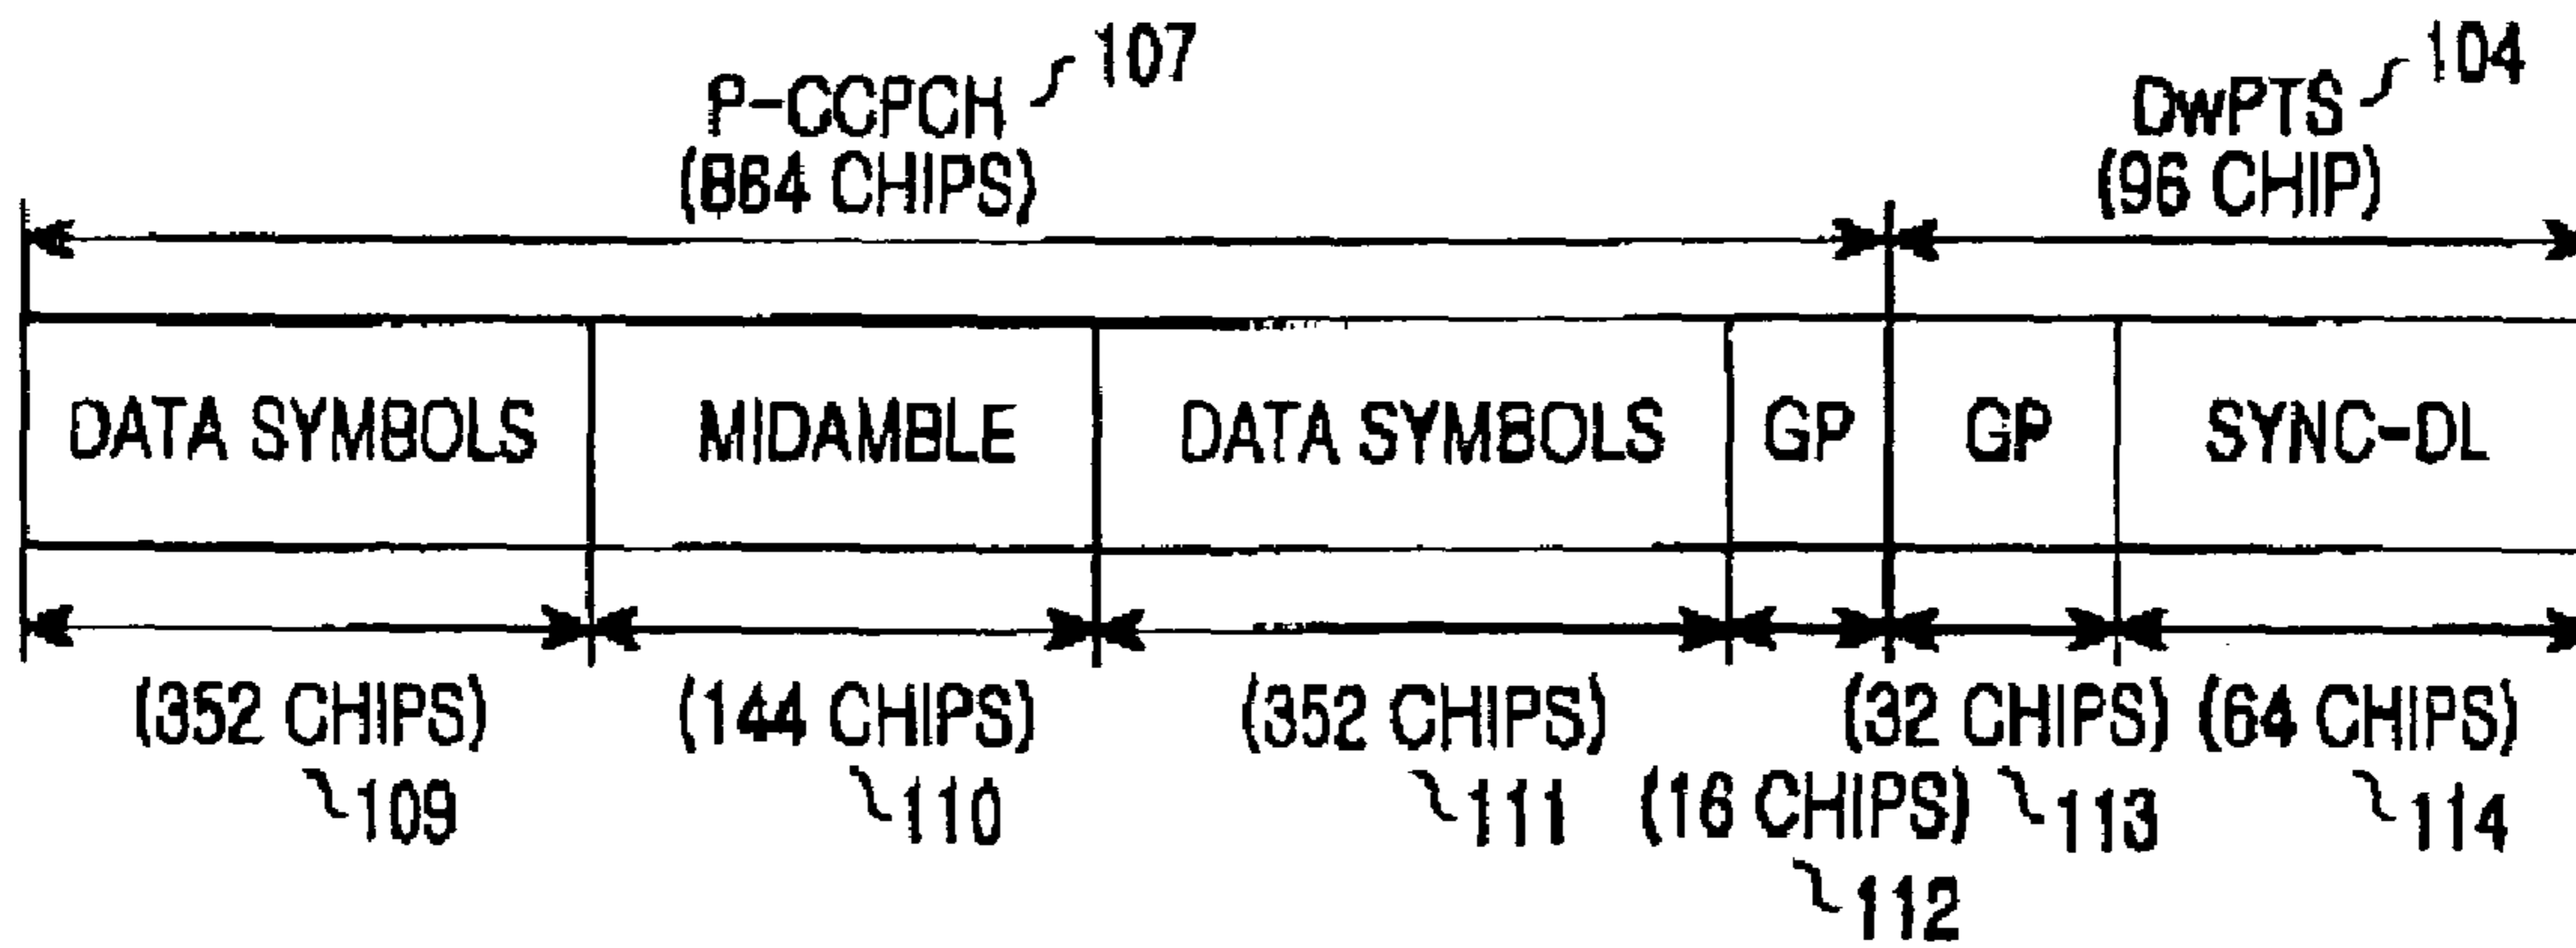 P-CCPCH 107
(864 CHIPS)
DwPTS 104
(96 CHIP)
DATA SYMBOLS
MIDAMBLE
DATA SYMBOLS
GP
GP
SYNC-DL
(352 CHIPS)
109
(144 CHIPS)
110
(352 CHIPS)
111
(16 CHIPS)
112
(32 CHIPS)
113
(64 CHIPS)
114